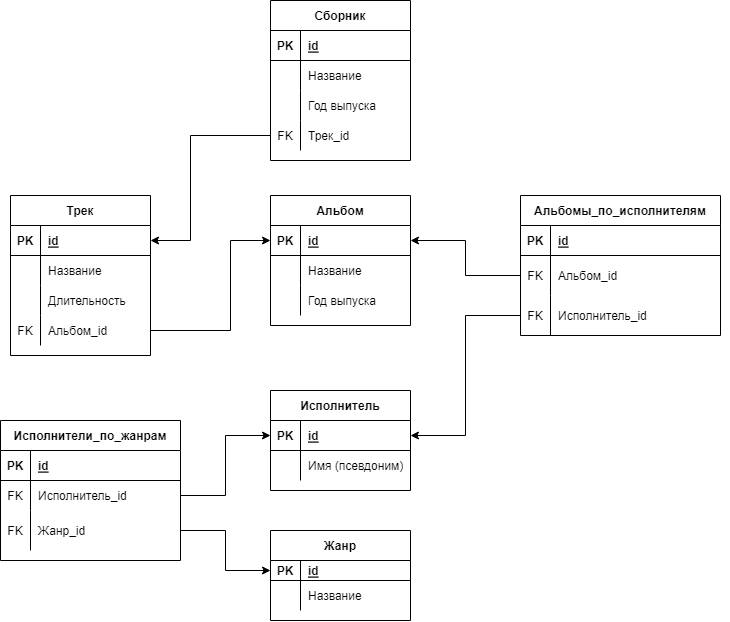 Сборник
PK id
Название
Год выпуска
FK Трек_id
Трек
PK id
Название
Длительность
FK Альбом_id
Альбом
PK id
Название
Год выпуска
Альбомы_по_исполнителям
PK id
FK Альбом_id
FK Исполнитель_id
Исполнитель
PK id
Имя (псевдоним)
Исполнители_по_жанрам
PK id
FK Исполнитель_id
FK Жанр_id
Жанр
PK id
Название